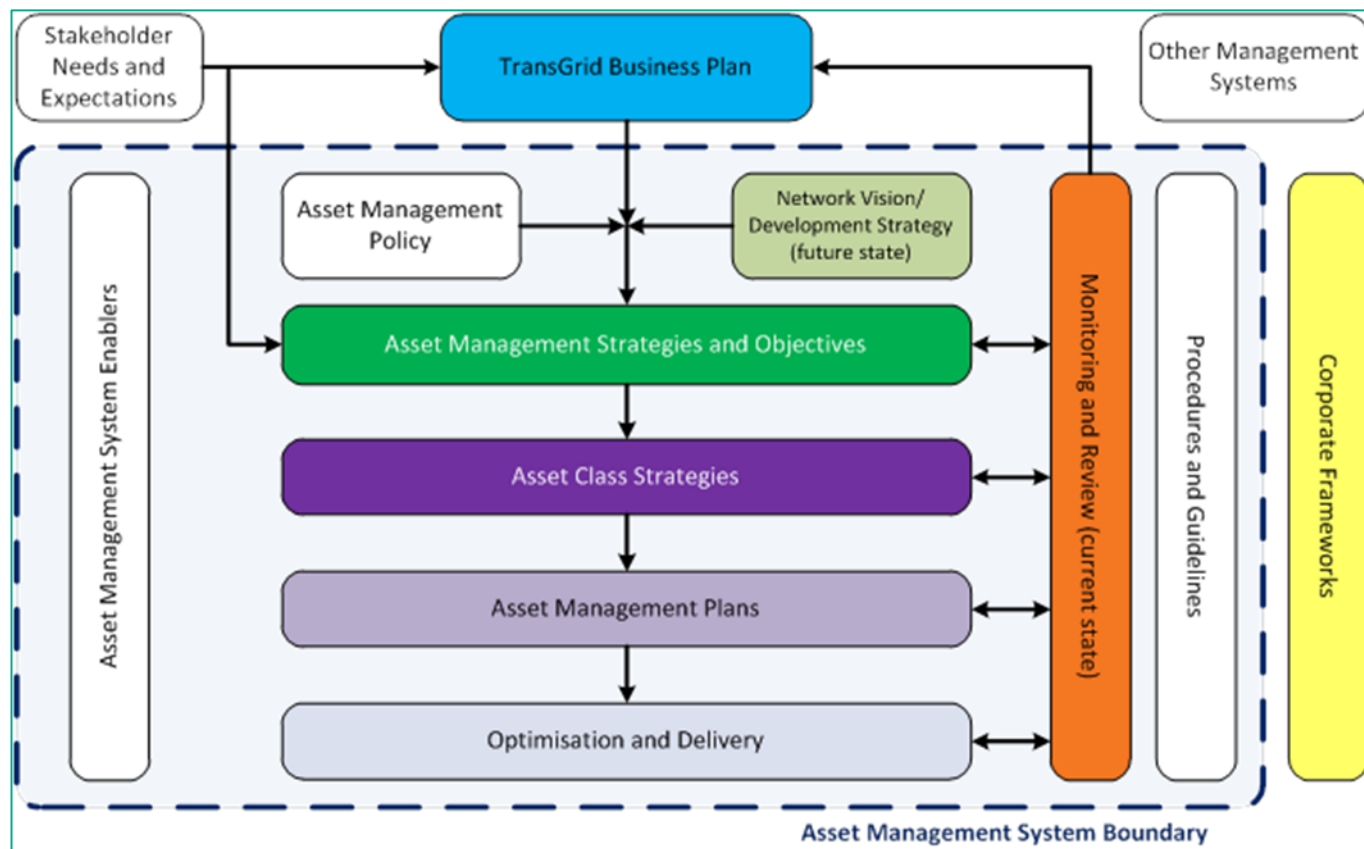 Stakeholder
Needs and
Expectations
TransGrid Business Plan
Other Management
Systems
Asset Management System Enablers
Asset Management
Policy
Network Vision/
Development Strategy
(future state)
Asset Management Strategies and Objectives
Asset Class Strategies
Asset Management Plans
Optimisation and Delivery
Monitoring and Review (current state)
Procedures and Guidelines
Corporate Frameworks
Asset Management System Boundary